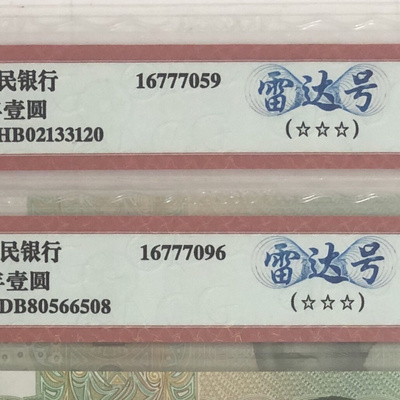 民银行 16777059 雷达号
壹圆 (☆☆☆)
HB02133120
民银行 16777096 雷达号
壹圆
DB80566508 (☆☆☆)